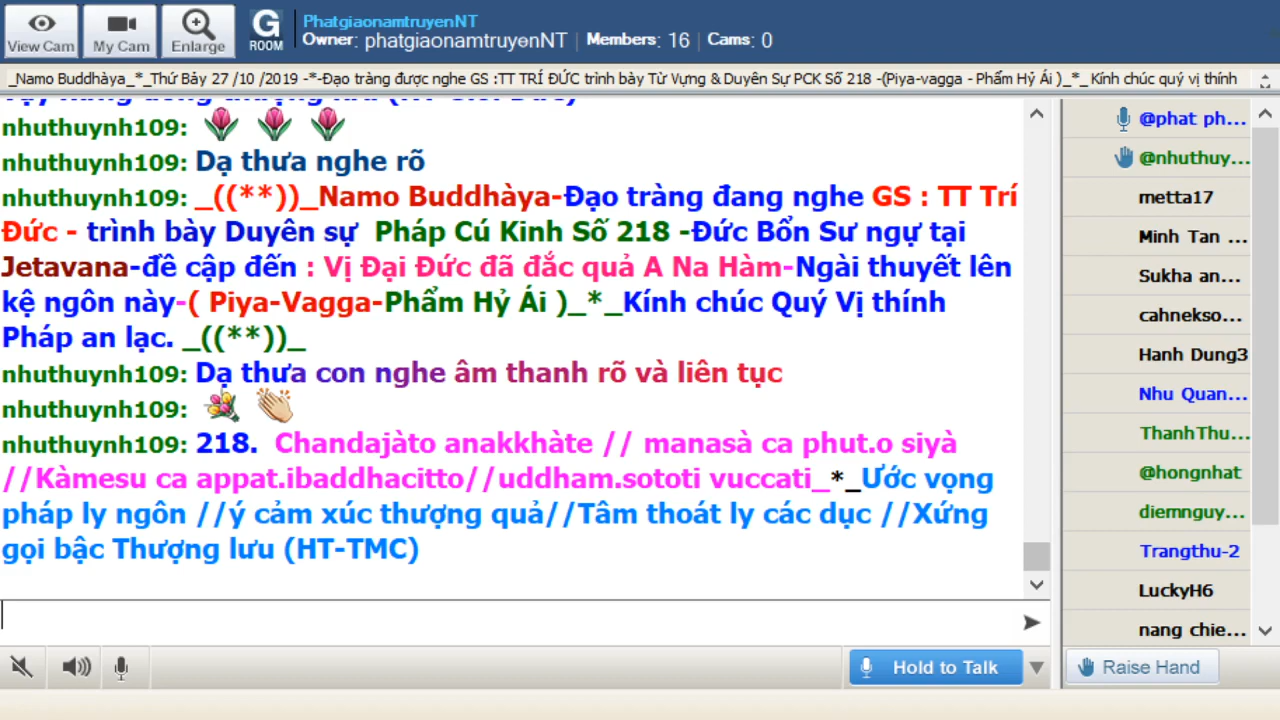 View Cam
My Cam
Enlarge
G
ROOM
PhatgiaonamtruyenNT
Owner: phatgiaonamtruyenNT | Members: 16 | Cams: 0
_Namo Buddhàya_*_Thứ Bảy 27 /10 /2019 -*-Đạo tràng được nghe GS :TT TRÍ ĐỨC trình bày Từ Vựng & Duyên Sự PCK Số 218 -(Piya-vagga - Phẩm Hỷ Ái )_*_Kính chúc quý vị thính
nhuthuynh109:
nhuthuynh109: Dạ thưa nghe rõ
nhuthuynh109: _((**))_Namo Buddhàya-Đạo tràng đang nghe GS : TT Trí
Đức - trình bày Duyên sự Pháp Cú Kinh Số 218 -Đức Bổn Sư ngự tại
Jetavana-đề cập đến : Vị Đại Đức đã đắc quả A Na Hàm-Ngài thuyết lên
kệ ngôn này-( Piya-Vagga-Phẩm Hỷ Ái )_*_Kính chúc Quý Vị thính
Pháp an lạc. _((**))_
nhuthuynh109: Dạ thưa con nghe âm thanh rõ và liên tục
nhuthuynh109:
nhuthuynh109: 218. Chandajàto anakkhàte // manasà ca phut.o siyà
//Kàmesu ca appat.ibaddhacitto//uddham.sototi vuccati_*_Ước vọng
pháp ly ngôn //ý cảm xúc thượng quả//Tâm thoát ly các dục //Xứng
gọi bậc Thượng lưu (HT-TMC)
@phat ph...
@nhuthuy...
metta17
Minh Tan ...
Sukha an...
cahnekso...
Hanh Dung3
Nhu Quan...
ThanhThu...
@hongnhat
diemnguy...
Trangthu-2
LuckyH6
nang chie...
Hold to Talk
Raise Hand